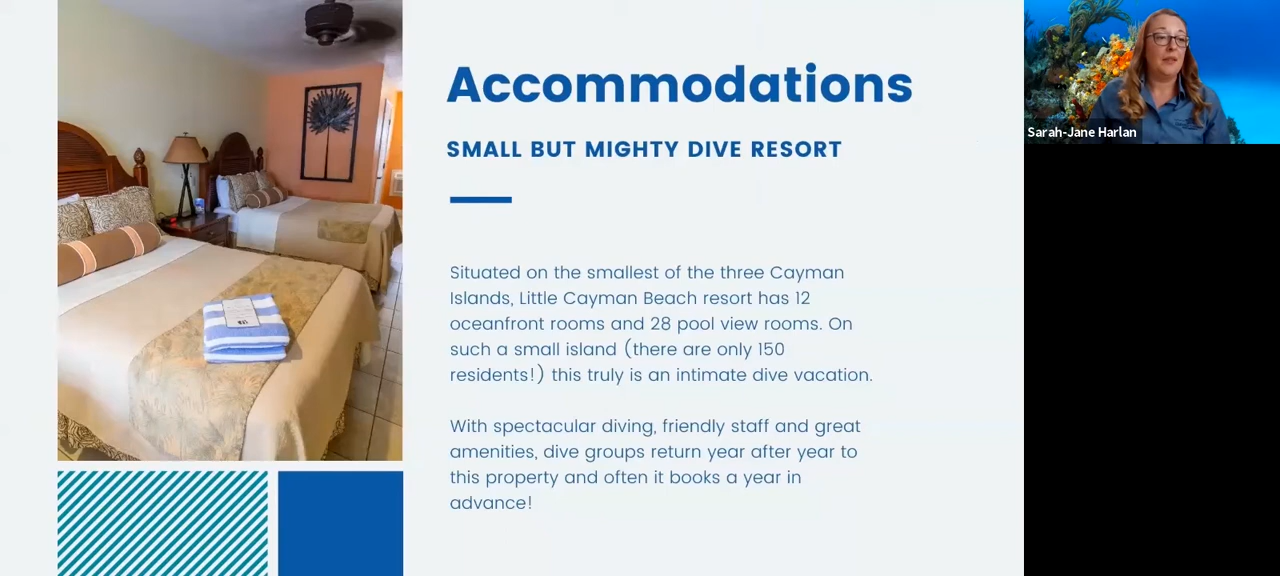 Accommodations
SMALL BUT MIGHTY DIVE RESORT
Situated on the smallest of the three Cayman
Islands, Little Cayman Beach resort has 12
oceanfront rooms and 28 pool view rooms. On
such a small island (there are only 150
residents!) this truly is an intimate dive vacation.
With spectacular diving, friendly staff and great
amenities, dive groups return year after year to
this property and often it books a year in
advance!
Sarah-Jane Harlan